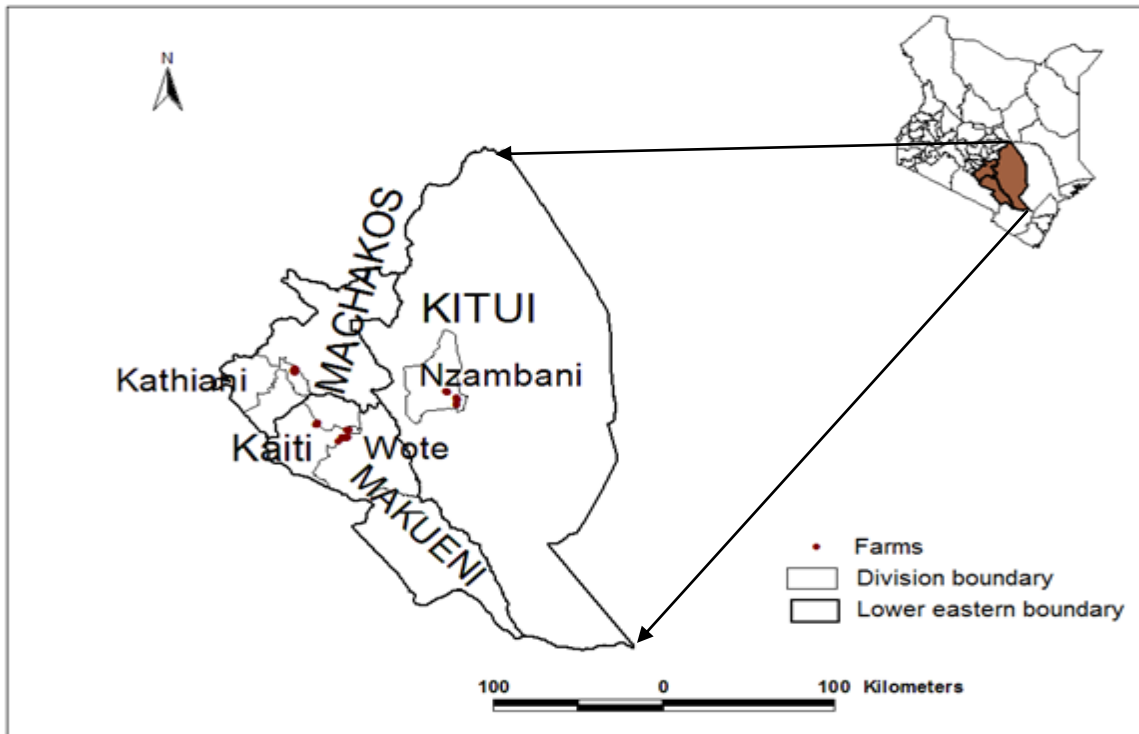 N
MACHAKOS
KITUI
Kathiani
Nzambani
Kaiti
Wote
MAKUENI
Farms
Division boundary
Lower eastern boundary
100 0 100 Kilometers